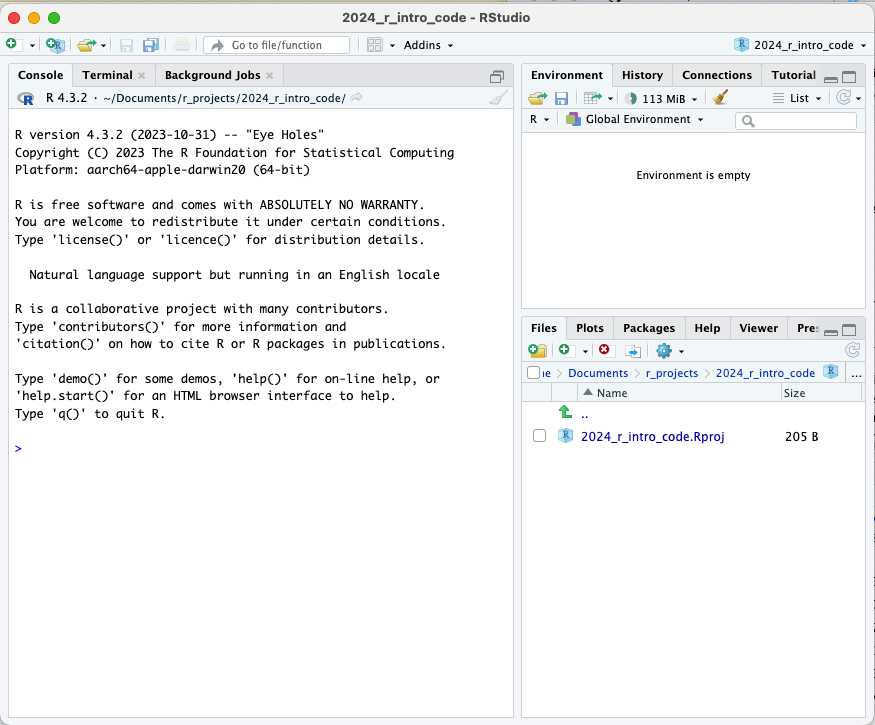 2024_r_intro_code - RStudio
Go to file/function
Addins
2024_r_intro_code
Console Terminal Background Jobs
R 4.3.2 · ~/Documents/r_projects/2024_r_intro_code/
R version 4.3.2 (2023-10-31) -- "Eye Holes"
Copyright (C) 2023 The R Foundation for Statistical Computing
Platform: aarch64-apple-darwin20 (64-bit)
R is free software and comes with ABSOLUTELY NO WARRANTY.
You are welcome to redistribute it under certain conditions.
Type 'license()' or 'licence()' for distribution details.
Natural language support but running in an English locale
R is a collaborative project with many contributors.
Type 'contributors()' for more information and
'citation()' on how to cite R or R packages in publications.
Type 'demo()' for some demos, 'help()' for on-line help, or
'help.start()' for an HTML browser interface to help.
Type 'q()' to quit R.
>
Environment History Connections Tutorial
113 MiB List
R Global Environment
Environment is empty
Files Plots Packages Help Viewer Pres
Documents r_projects 2024_r_intro_code R ...
Name Size
..
2024_r_intro_code.Rproj 205 B